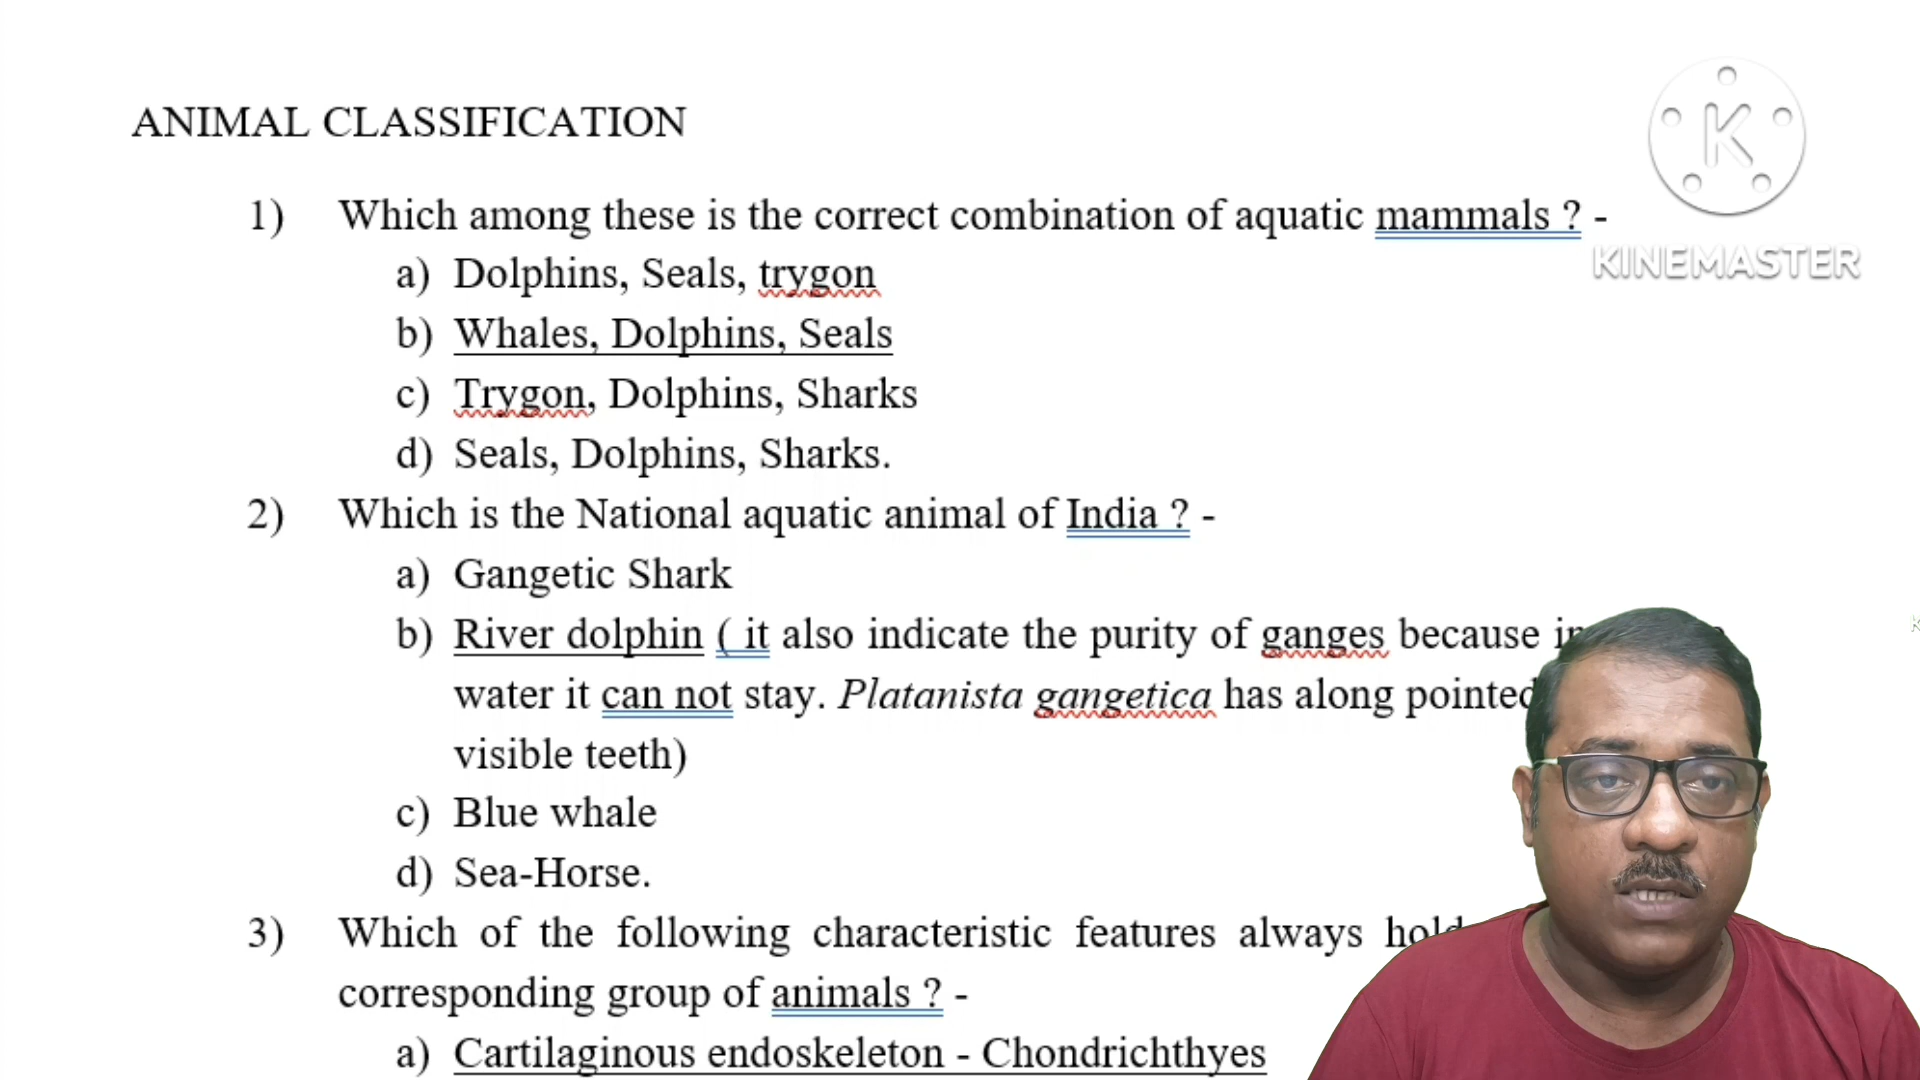 ANIMAL CLASSIFICATION
K
KINEMASTER
1) Which among these is the correct combination of aquatic mammals ? -
a) Dolphins, Seals, trygon
b) Whales, Dolphins, Seals
c) Trygon, Dolphins, Sharks
d) Seals, Dolphins, Sharks.
2) Which is the National aquatic animal of India ? -
a) Gangetic Shark
b) River dolphin ( it also indicate the purity of ganges because
water it can not stay. Platanista gangetica has along pointed
visible teeth)
c) Blue whale
d) Sea-Horse.
3) Which of the following characteristic features always
corresponding group of animals ? -
a) Cartilaginous endoskeleton - Chondrichthyes